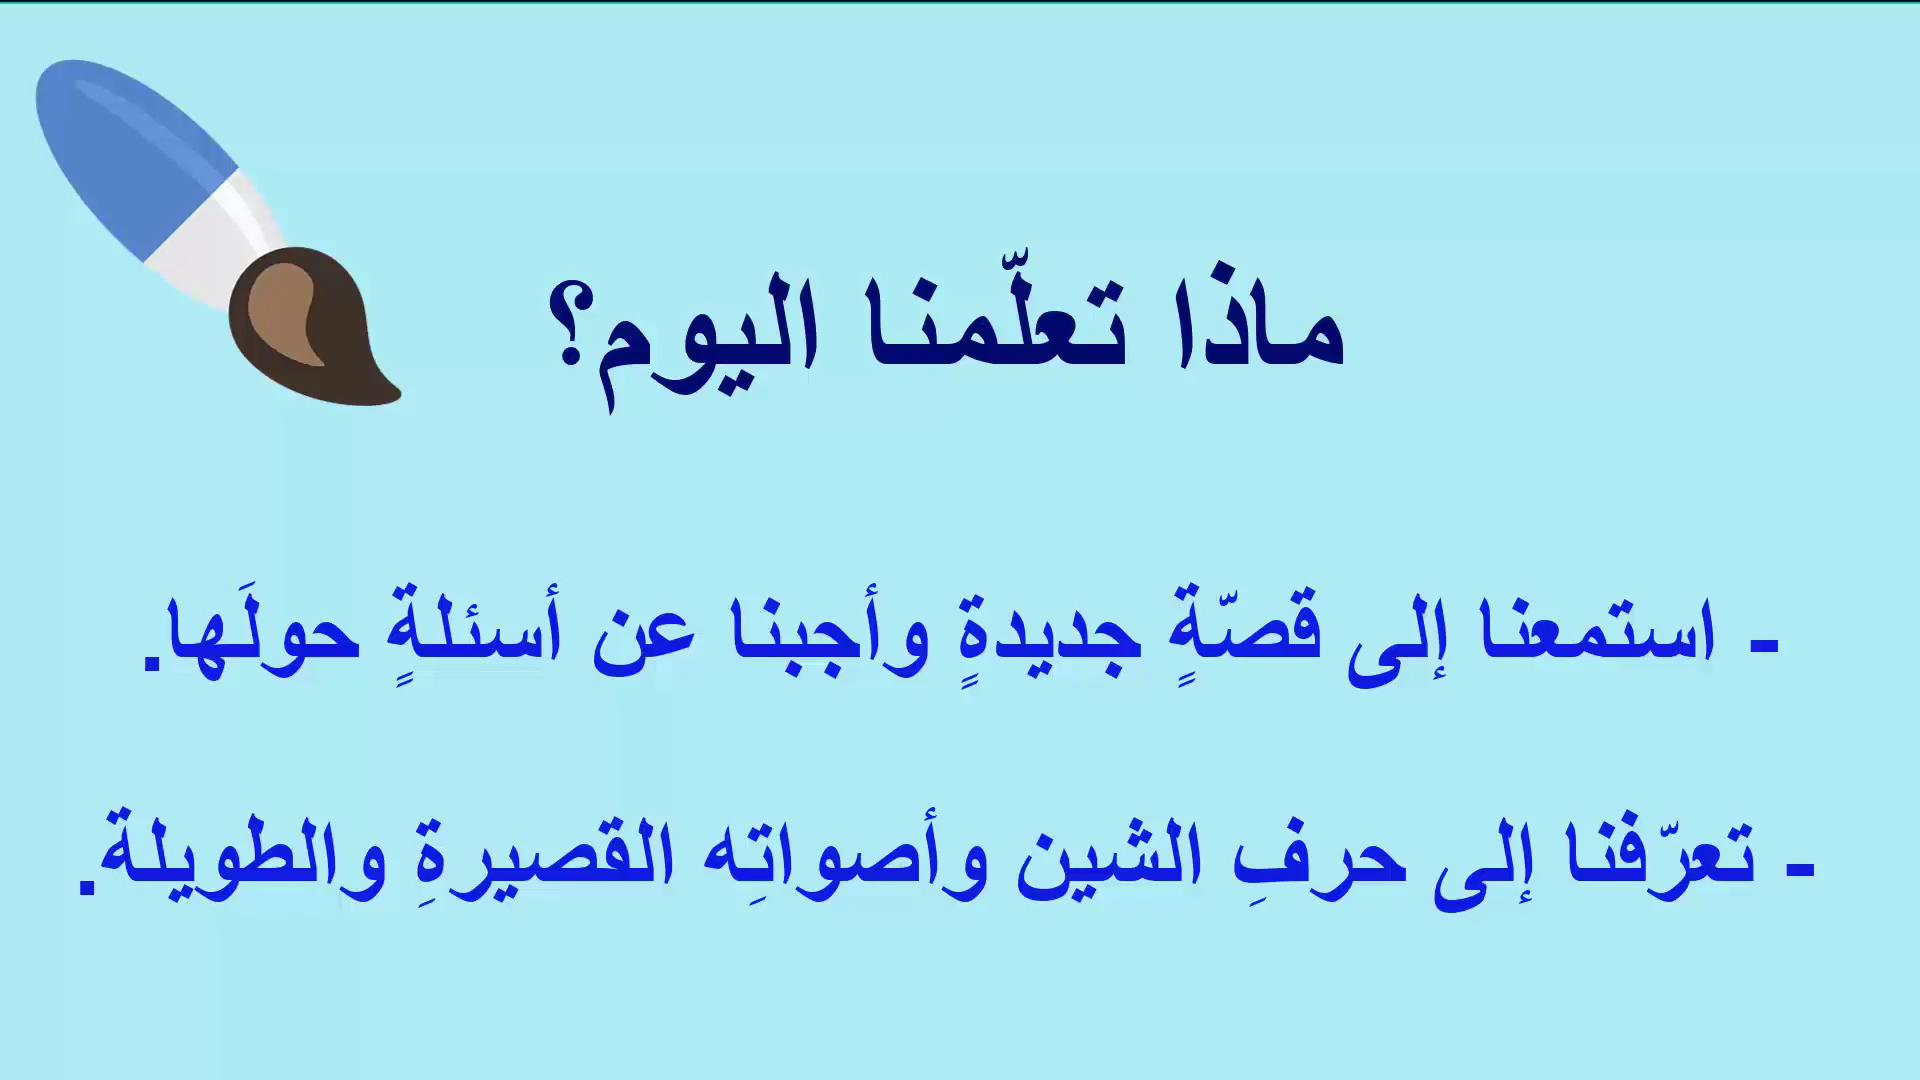 ماذا تعلّمنا اليوم؟
- استمعنا إلى قصّةٍ جديدةٍ وأجبنا عن أسئلةٍ حولَها.
- تعرّفنا إلى حرفِ الشين وأصواتِه القصيرةِ والطويلة.